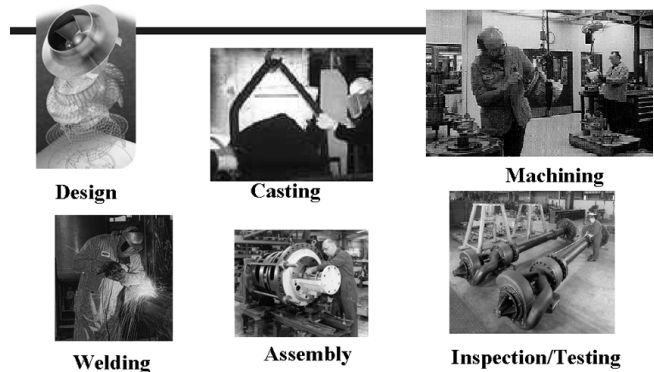 Design
Casting
Machining
Welding
Assembly
Inspection/Testing